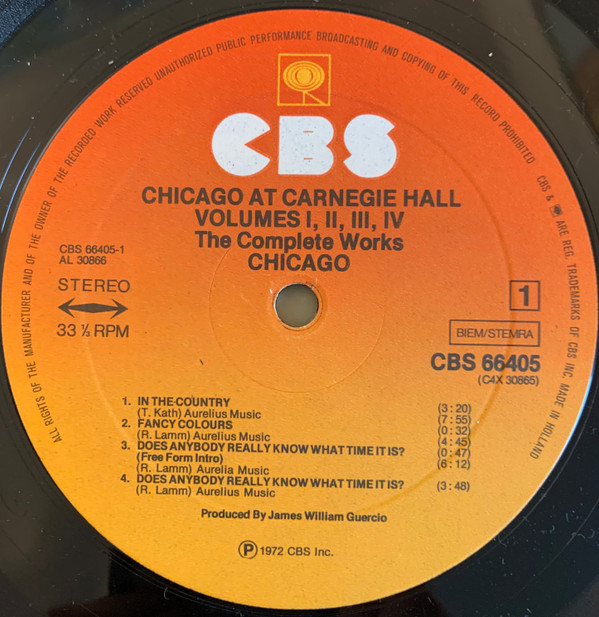 ALL RIGHTS OF THE MANUFACTURER AND OF THE OWNER OF THE RECORDED WORK RESERVED UNAUTHORIZED PUBLIC PERFORMANCE BROADCASTING AND COPYING OF THIS RECORD PROHIBITED
CBS & ARE REG. TRADEMARKS OF CBS INC. MADE IN HOLLAND
CBS
CHICAGO AT CARNEGIE HALL
VOLUMES I, II, III, IV
The Complete Works
CHICAGO
CBS 66405-1
AL 30866
STEREO
33 ⅓ RPM
1
BIEM/STEMRA
CBS 66405
(C4X 30865)
1. IN THE COUNTRY (3:20)
(T. Kath) Aurelius Music (7:55)
2. FANCY COLOURS (0:32)
(R. Lamm) Aurelius Music (4:45)
3. DOES ANYBODY REALLY KNOW WHAT TIME IT IS? (0:47)
(Free Form Intro) (6:12)
(R. Lamm) Aurelia Music
4. DOES ANYBODY REALLY KNOW WHAT TIME IT IS? (3:48)
(R. Lamm) Aurelius Music
Produced By James William Guercio
Ⓟ 1972 CBS Inc.